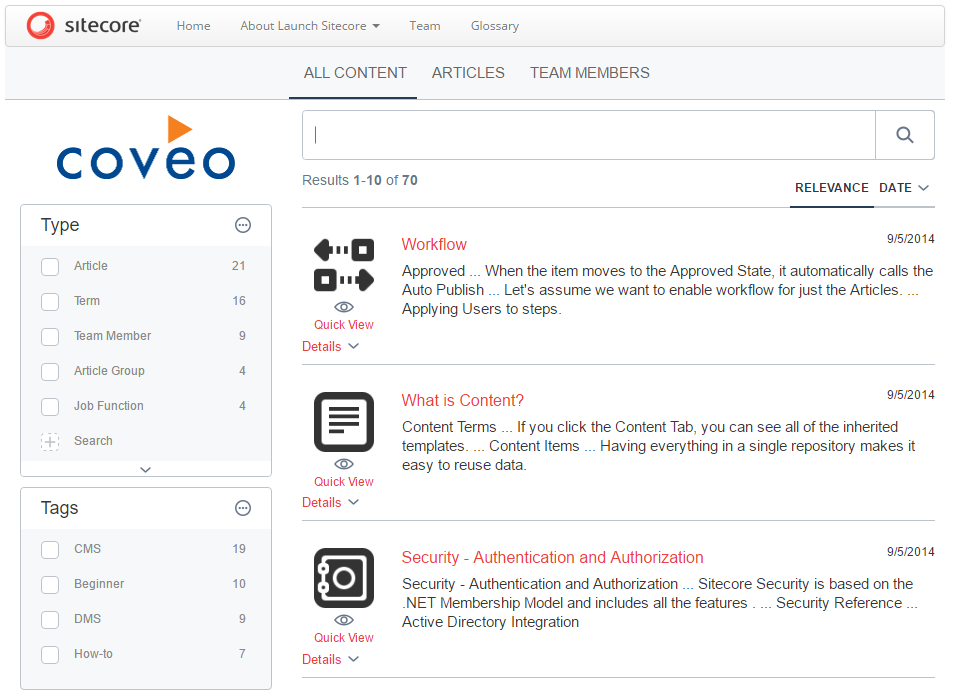 sitecore
Home About Launch Sitecore Team Glossary
ALL CONTENT ARTICLES TEAM MEMBERS
coveo
Type
Article 21
Term 16
Team Member 9
Article Group 4
Job Function 4
Search
Tags
CMS 19
Beginner 10
DMS 9
How-to 7
Results 1-10 of 70
RELEVANCE DATE
Workflow
9/5/2014
Approved ... When the item moves to the Approved State, it automatically calls the
Auto Publish ... Let's assume we want to enable workflow for just the Articles. ...
Applying Users to steps.
Quick View
Details
What is Content?
9/5/2014
Content Terms ... If you click the Content Tab, you can see all of the inherited
templates. ... Content Items ... Having everything in a single repository makes it
easy to reuse data.
Quick View
Details
Security - Authentication and Authorization
9/5/2014
Security - Authentication and Authorization ... Sitecore Security is based on the
.NET Membership Model and includes all the features . ... Security Reference ...
Active Directory Integration
Quick View
Details